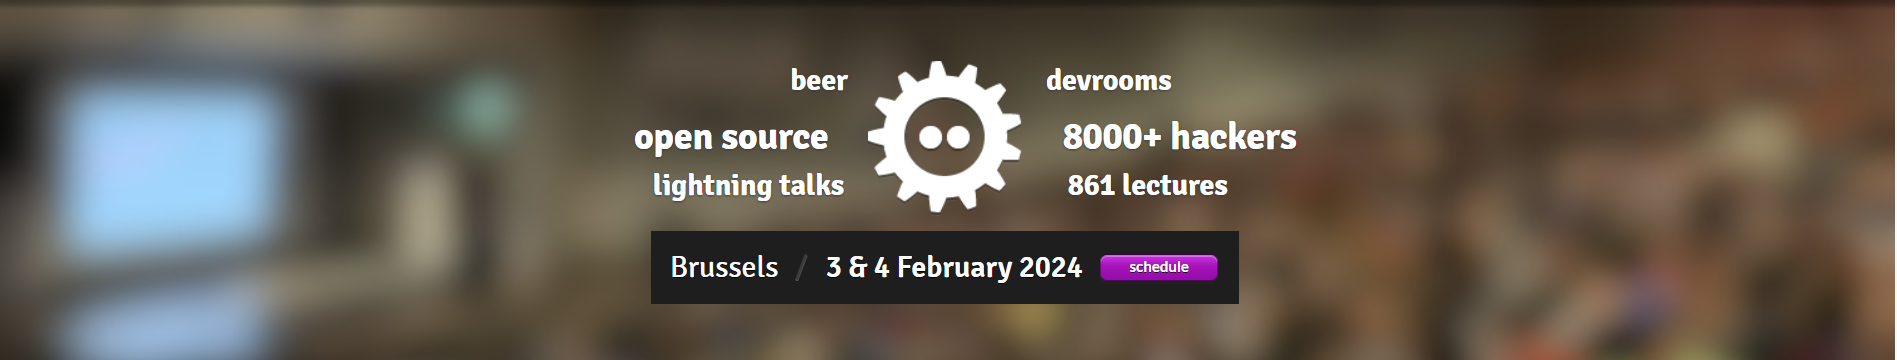 beer
devrooms
open source
8000+ hackers
lightning talks
861 lectures
Brussels / 3 & 4 February 2024 schedule